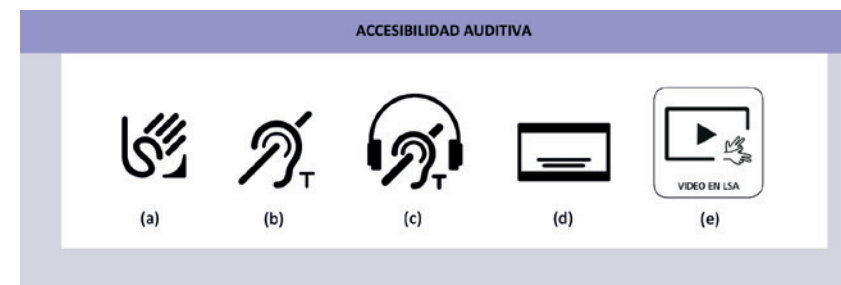 ACCESIBILIDAD AUDITIVA
T
T
VIDEO EN LSA
(a) (b) (c) (d) (e)